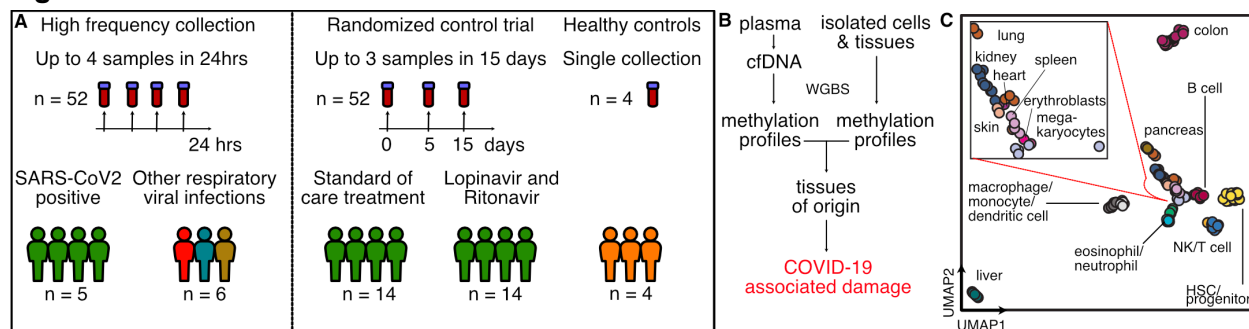 A
High frequency collection
Up to 4 samples in 24hrs
n = 52
24 hrs
SARS-CoV2
positive
Other respiratory
viral infections
n = 5
n = 6
Randomized control trial
Up to 3 samples in 15 days
n = 52
0 5 15 days
Standard of
care treatment
Lopinavir and
Ritonavir
n = 14
n = 14
Healthy controls
Single collection
n = 4
n = 4
B
plasma
cfDNA
isolated cells
& tissues
WGBS
methylation
profiles
methylation
profiles
tissues
of origin
COVID-19
associated damage
C
lung
kidney
heart
spleen
erythroblasts
mega-
karyocytes
skin
colon
B cell
pancreas
macrophage/
monocyte/
dendritic cell
eosinophil/
neutrophil
NK/T cell
HSC/
progenitor
liver
UMAP2
UMAP1